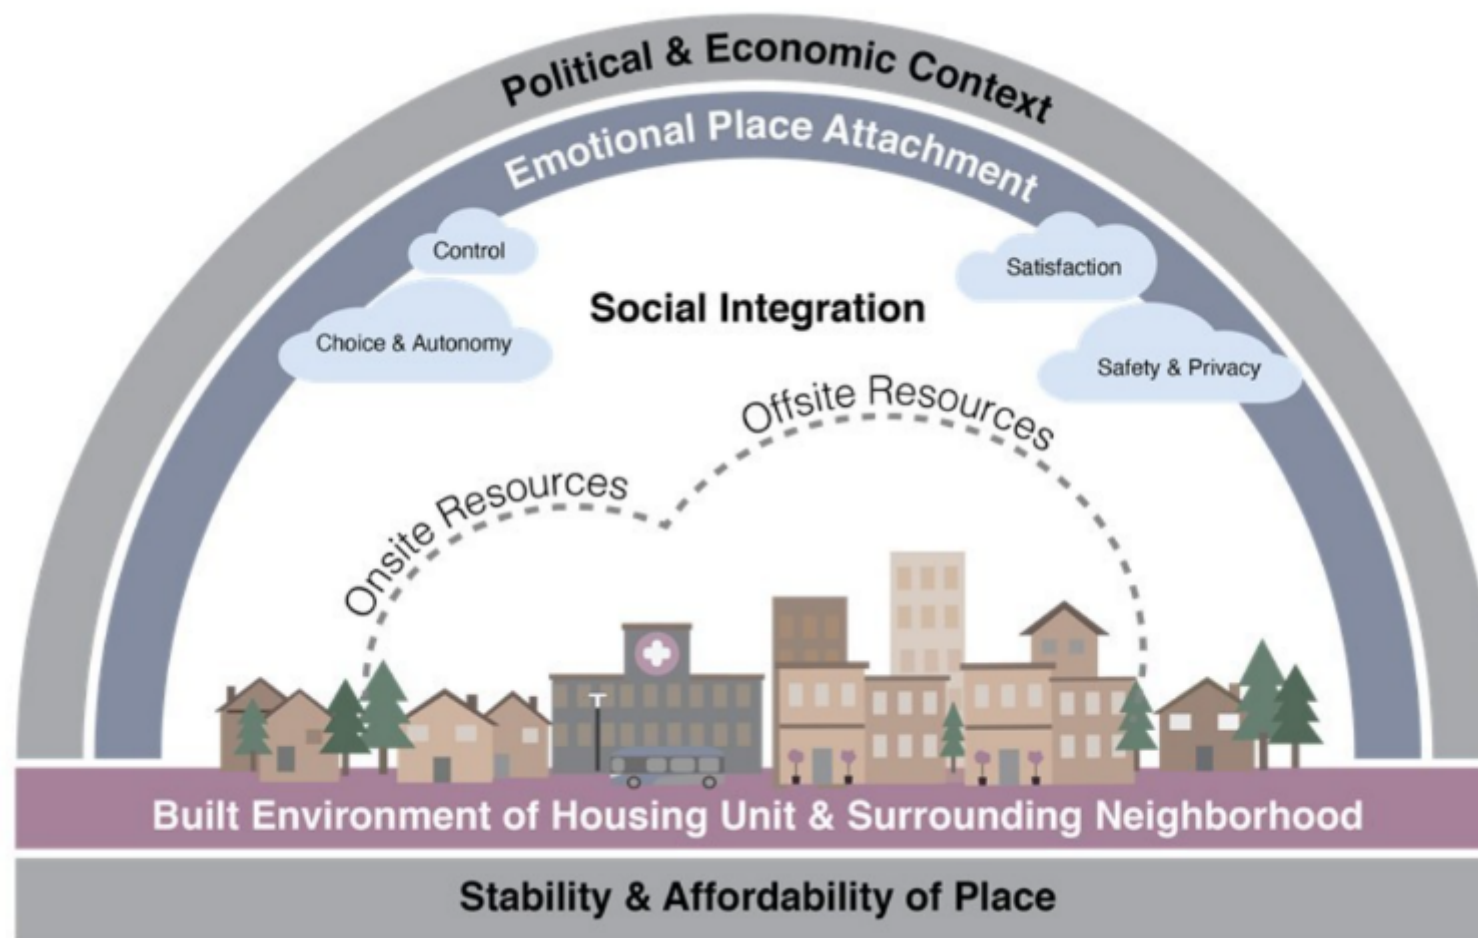 Political & Economic Context
Emotional Place Attachment
Control
Satisfaction
Social Integration
Choice & Autonomy
Safety & Privacy
Offsite Resources
Onsite Resources
Built Environment of Housing Unit & Surrounding Neighborhood
Stability & Affordability of Place